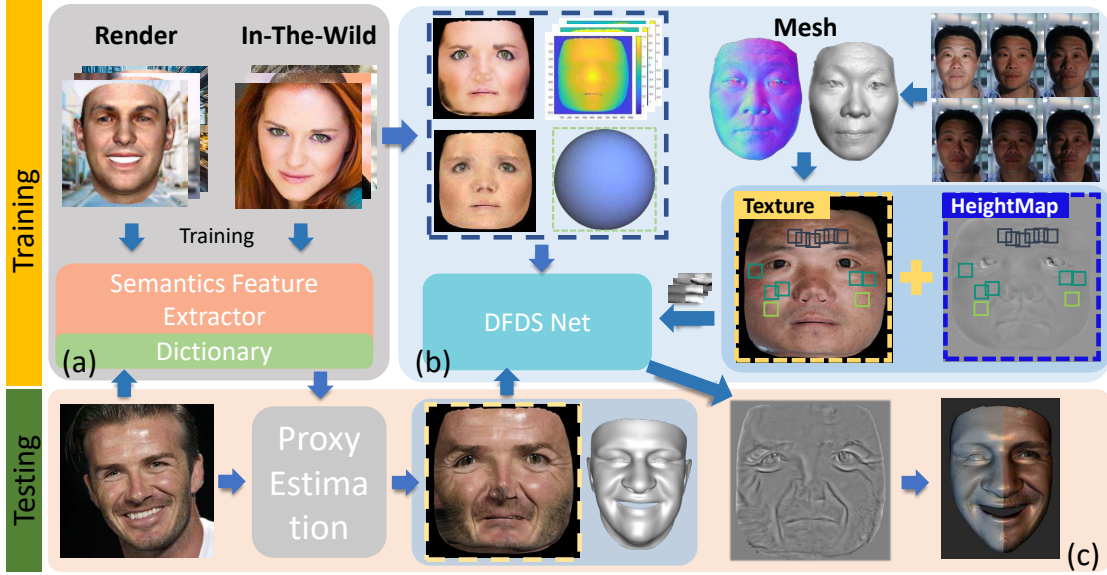 Training
Render
In-The-Wild
Training
Semantics Feature
Extractor
Dictionary
(a)
Mesh
Texture
HeightMap
DFDS Net
(b)
Testing
Proxy
Estima
tion
(c)